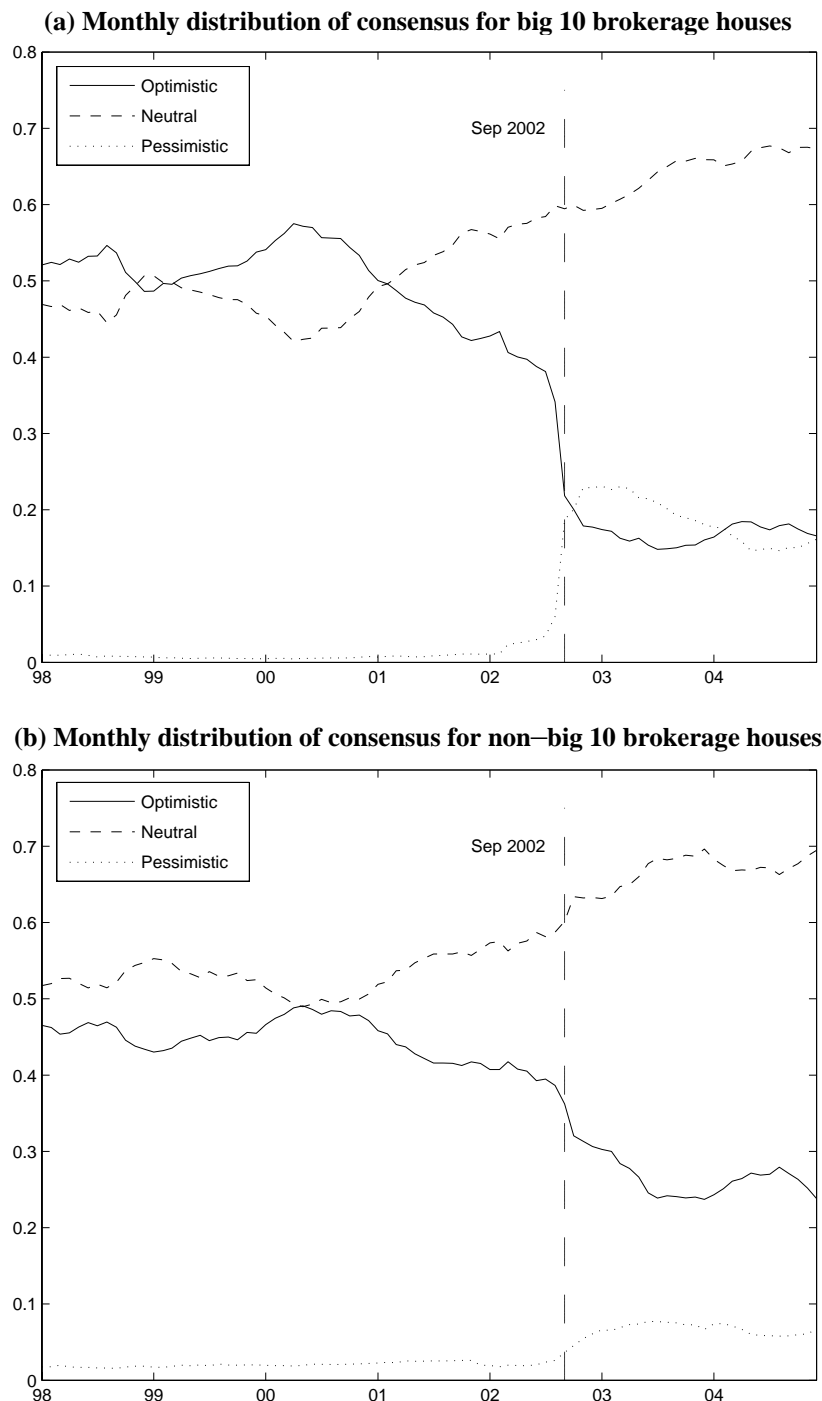 (a) Monthly distribution of consensus for big 10 brokerage houses
0.8
0.7
0.6
0.5
0.4
0.3
0.2
0.1
0
Optimistic
Neutral
Pessimistic
Sep 2002
98 99 00 01 02 03 04
(b) Monthly distribution of consensus for non−big 10 brokerage houses
0.8
0.7
0.6
0.5
0.4
0.3
0.2
0.1
0
Optimistic
Neutral
Pessimistic
Sep 2002
98 99 00 01 02 03 04